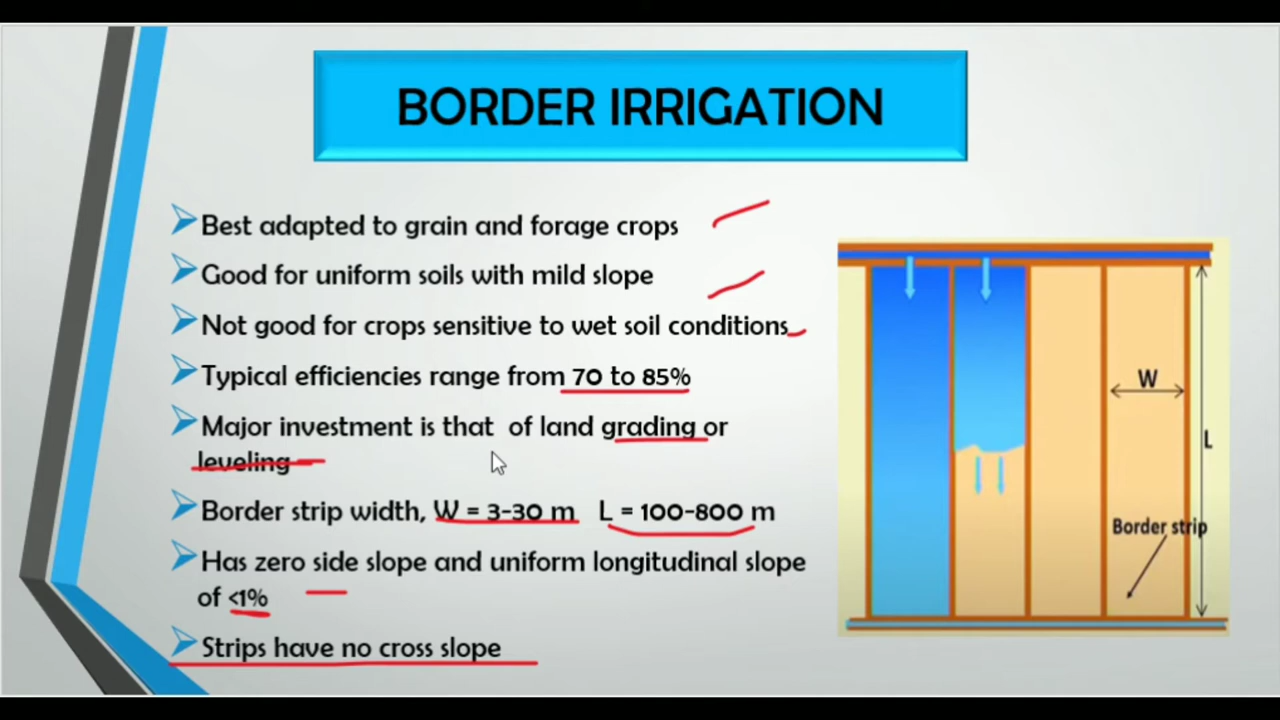 BORDER IRRIGATION
Best adapted to grain and forage crops
Good for uniform soils with mild slope
Not good for crops sensitive to wet soil conditions
Typical efficiencies range from 70 to 85%
Major investment is that of land grading or
leveling
Border strip width, W = 3-30 m L = 100-800 m
Has zero side slope and uniform longitudinal slope
of <1%
Strips have no cross slope
W
L
Border strip